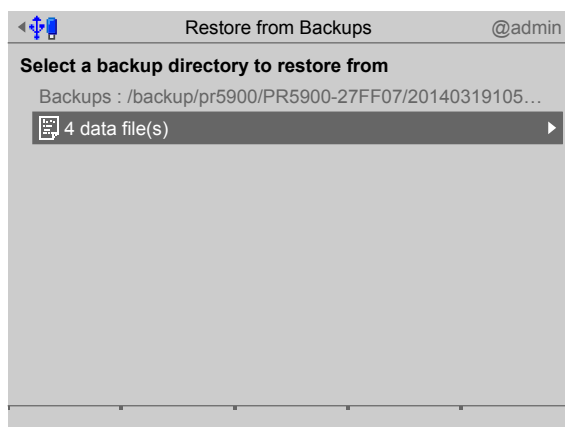 Restore from Backups @admin
Select a backup directory to restore from
Backups : /backup/pr5900/PR5900-27FF07/20140319105…
4 data file(s)